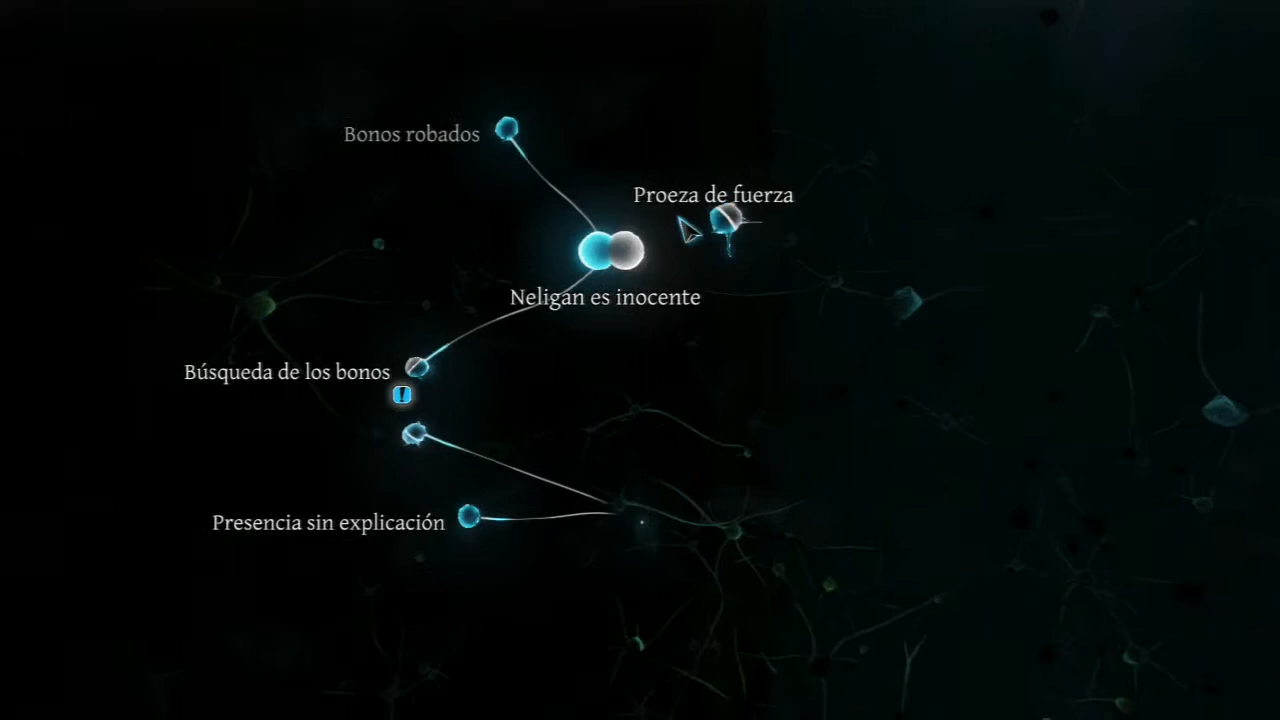 Bonos robados
Proeza de fuerza
Neligan es inocente
Búsqueda de los bonos
!
Presencia sin explicación